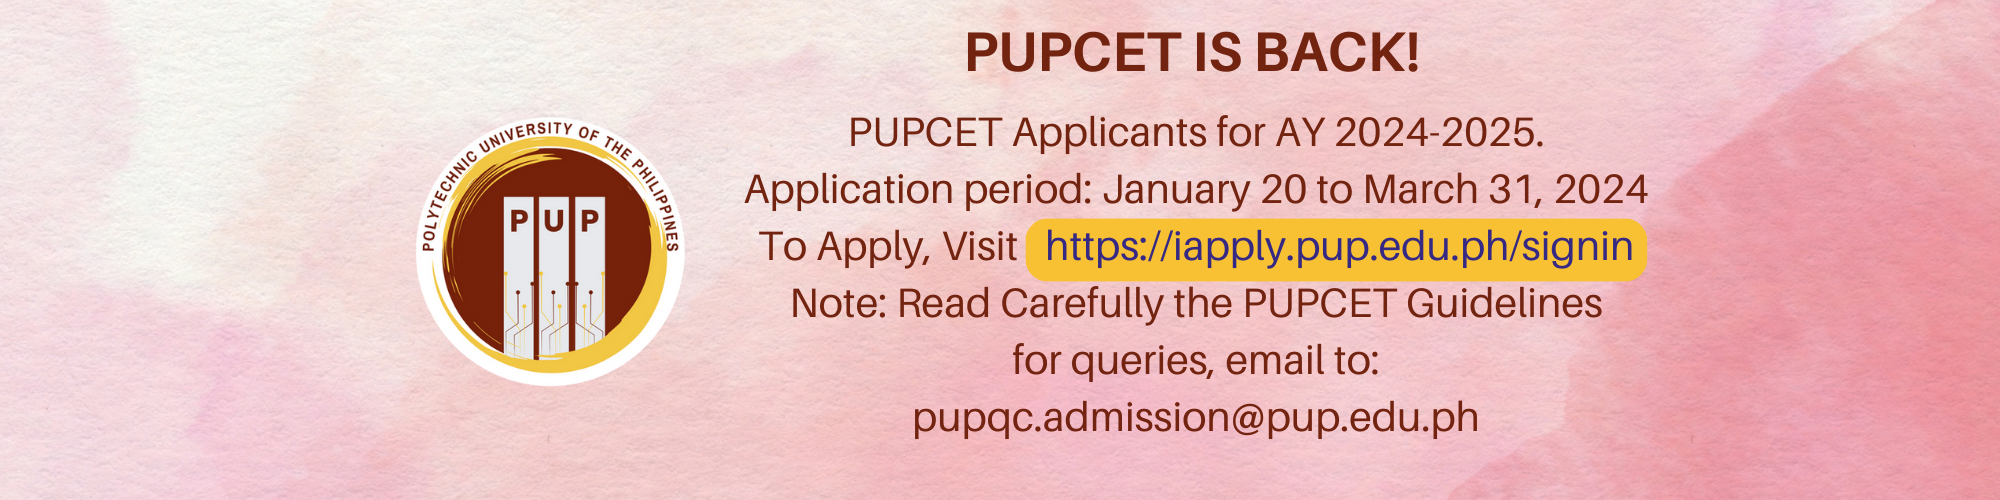 POLYTECHNIC UNIVERSITY OF THE PHILIPPINES
PUP
PUPCET IS BACK!
PUPCET Applicants for AY 2024-2025.
Application period: January 20 to March 31, 2024
To Apply, Visit https://iapply.pup.edu.ph/signin
Note: Read Carefully the PUPCET Guidelines
for queries, email to:
pupqc.admission@pup.edu.ph